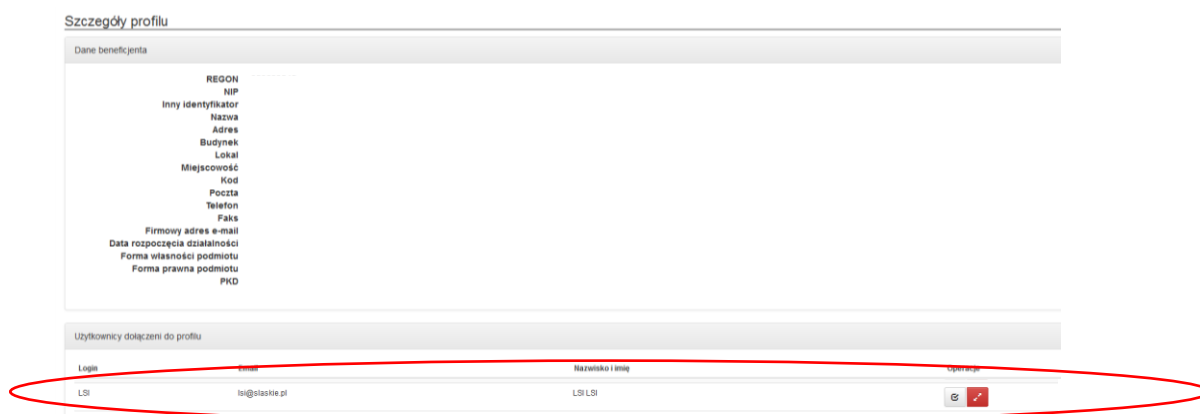 Szczegóły profilu
Dane beneficjenta
REGON
NIP
Inny identyfikator
Nazwa
Adres
Budynek
Lokal
Miejscowość
Kod
Poczta
Telefon
Faks
Firmowy adres e-mail
Data rozpoczęcia działalności
Forma własności podmiotu
Forma prawna podmiotu
PKD
Użytkownicy dołączeni do profilu
Login Email Nazwisko i imię Operacje
LSI lsi@slaskie.pl LSI LSI